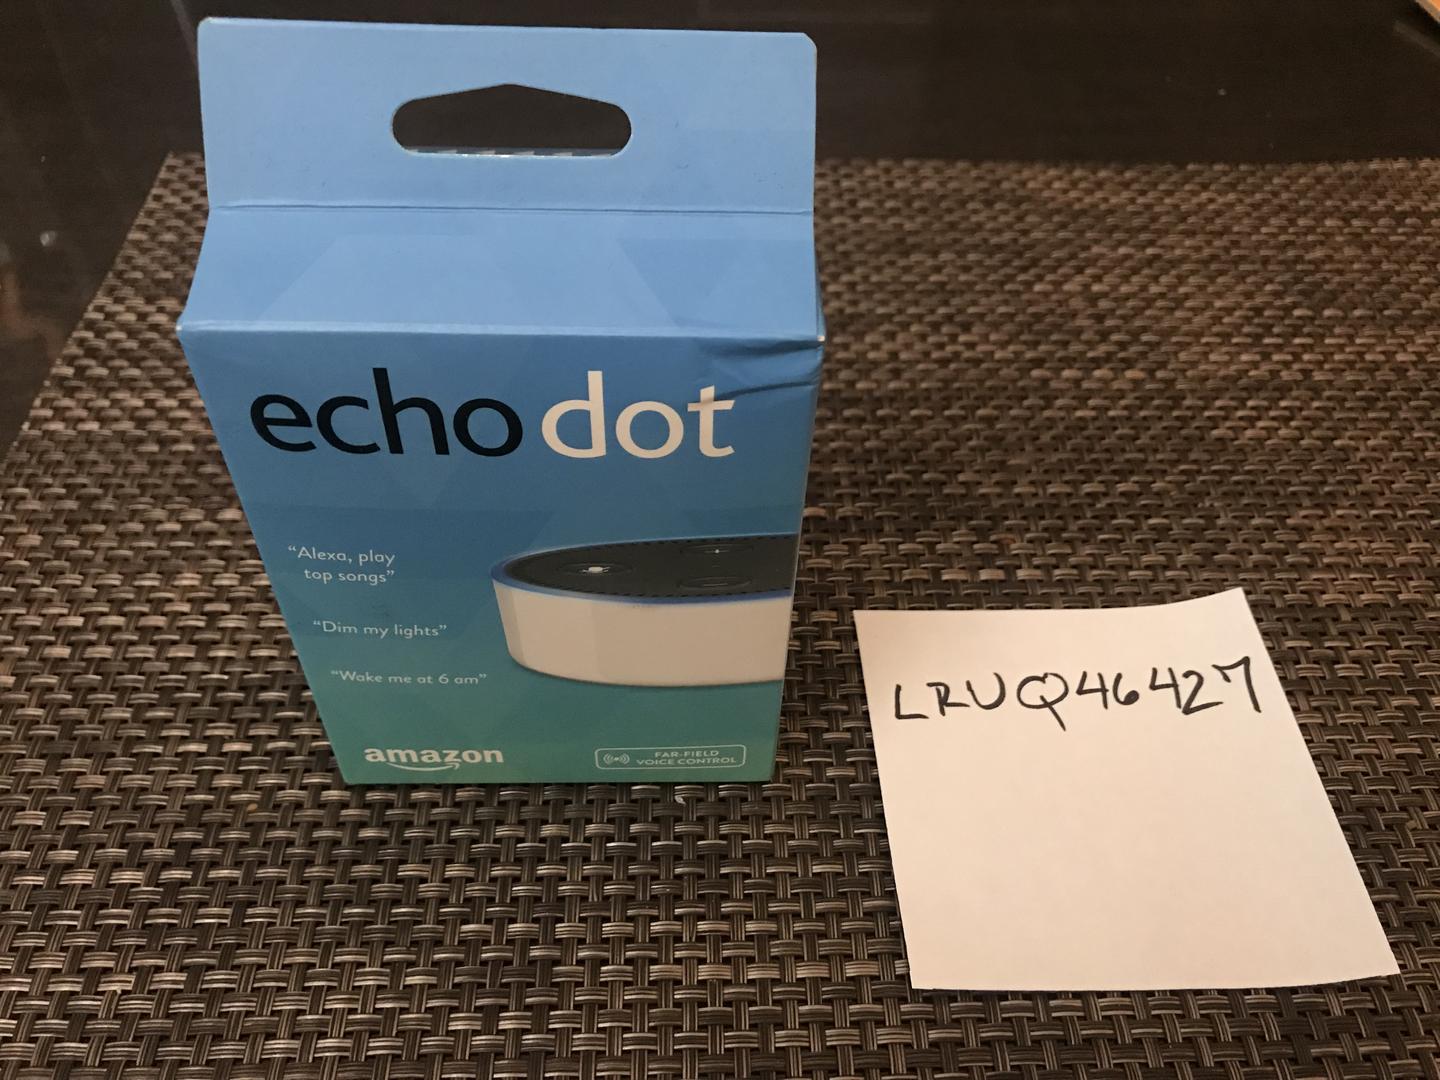 echo dot
“Alexa, play
top songs”
“Dim my lights”
“Wake me at 6 am”
amazon
FAR-FIELD
VOICE CONTROL
LRUQ46427